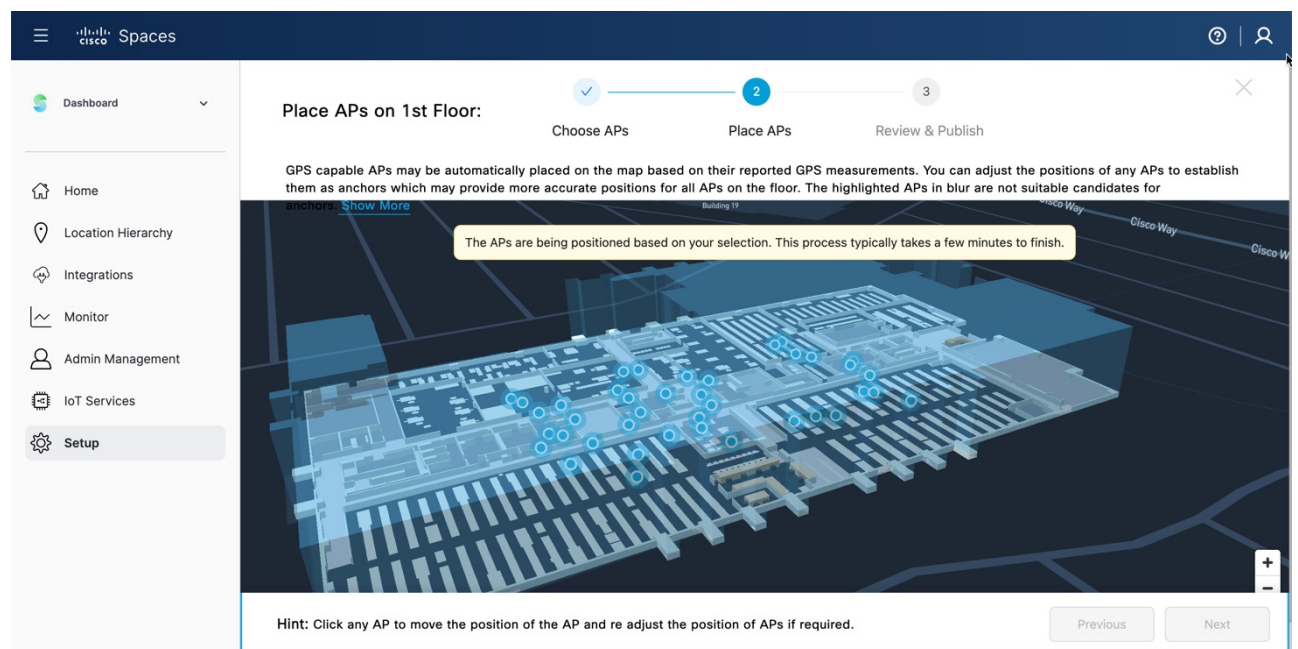 cisco Spaces
Dashboard
Home
Location Hierarchy
Integrations
Monitor
Admin Management
IoT Services
Setup
Place APs on 1st Floor:
2
3
Choose APs
Place APs
Review & Publish
GPS capable APs may be automatically placed on the map based on their reported GPS measurements. You can adjust the positions of any APs to establish
them as anchors which may provide more accurate positions for all APs on the floor. The highlighted APs in blur are not suitable candidates for
anchors. Show More
Building 19
Cisco Way
Cisco Way
Cisco W
The APs are being positioned based on your selection. This process typically takes a few minutes to finish.
+
−
Hint: Click any AP to move the position of the AP and re adjust the position of APs if required.
Previous
Next